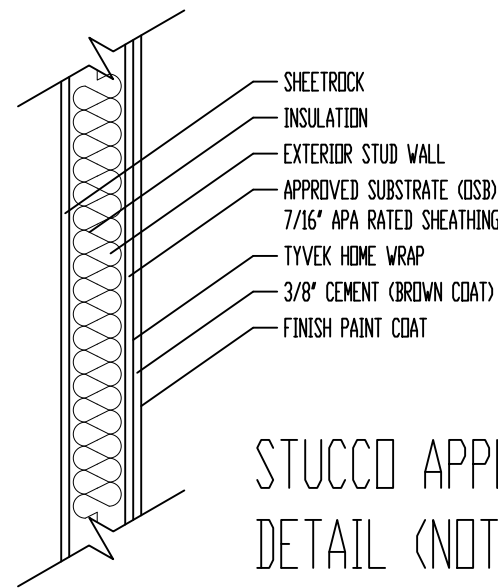 SHEETROCK
INSULATION
EXTERIOR STUD WALL
APPROVED SUBSTRATE (OSB)
7/16" APA RATED SHEATHING
TYVEK HOME WRAP
3/8" CEMENT (BROWN COAT)
FINISH PAINT COAT
STUCCO
DETAIL (NOT